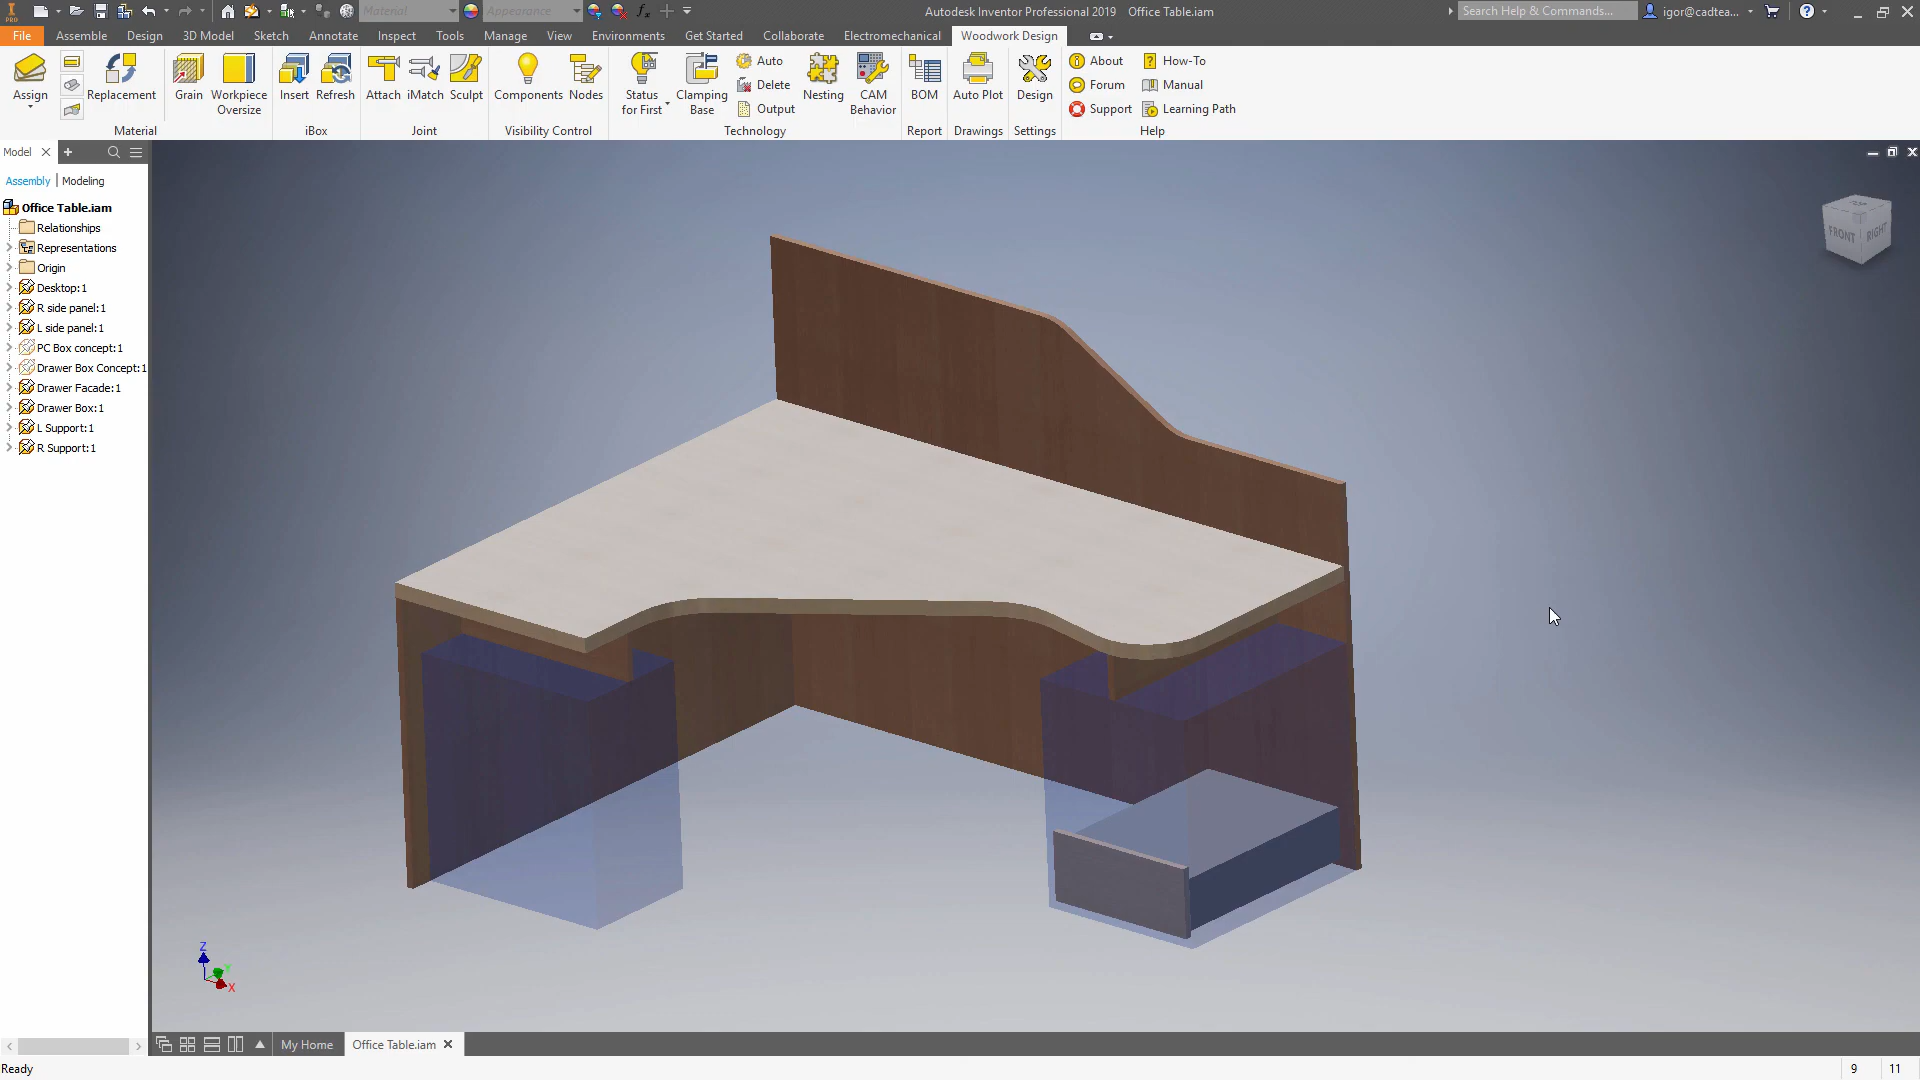 Material
Appearance
Autodesk Inventor Professional 2019 Office Table.iam
Search Help & Commands...
igor@cadtea...
PRO
File Assemble Design 3D Model Sketch Annotate Inspect Tools Manage View Environments Get Started Collaborate Electromechanical Woodwork Design
Assign
Replacement
Grain
Workpiece
Oversize
Insert
Refresh
Attach
iMatch
Sculpt
Components
Nodes
Status
for First
Clamping
Base
Auto
Delete
Output
Nesting
CAM
Behavior
BOM
Auto Plot
Design
About
Forum
Support
How-To
Manual
Learning Path
Material
iBox
Joint
Visibility Control
Technology
Report
Drawings
Settings
Help
Model
Assembly | Modeling
Office Table.iam
Relationships
Representations
Origin
Desktop:1
R side panel:1
L side panel:1
PC Box concept:1
Drawer Box Concept:1
Drawer Facade:1
Drawer Box:1
L Support:1
R Support:1
FRONT
RIGHT
Z
Y
X
My Home
Office Table.iam
Ready
9
11